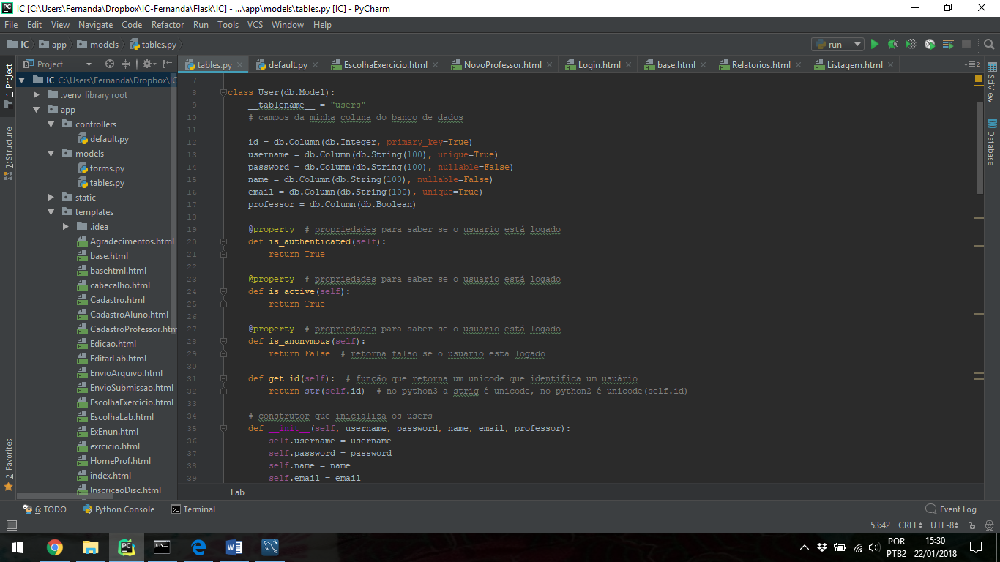 IC [C:\Users\Fernanda\Dropbox\IC-Fernanda\Flask\IC] - ...\app\models\tables.py [IC] - PyCharm
File Edit View Navigate Code Refactor Run Tools VCS Window Help
IC app models tables.py run
Project tables.py default.py EscolhaExercicio.html NovoProfessor.html Login.html base.html Relatorios.html Listagem.html 2
1: Project
7: Structure
2: Favorites
IC C:\Users\Fernanda\Dropbox\IC
.venv library root
app
controllers
default.py
models
forms.py
tables.py
static
templates
.idea
Agradecimentos.html
base.html
basehtml.html
cabecalho.html
Cadastro.html
CadastroAluno.html
CadastroProfessor.htm
Edicao.html
EditarLab.html
EnvioArquivo.html
EnvioSubmissao.html
EscolhaExercicio.html
EscolhaLab.html
ExEnun.html
exrcicio.html
HomeProf.html
index.html
InscricaoDisc.html
7
8 class User(db.Model):
9 __tablename__ = "users"
10 # campos da minha coluna do banco de dados
11
12 id = db.Column(db.Integer, primary_key=True)
13 username = db.Column(db.String(100), unique=True)
14 password = db.Column(db.String(100), nullable=False)
15 name = db.Column(db.String(100), nullable=False)
16 email = db.Column(db.String(100), unique=True)
17 professor = db.Column(db.Boolean)
18
19 @property # propriedades para saber se o usuario está logado
20 def is_authenticated(self):
21 return True
22
23 @property # propriedades para saber se o usuario está logado
24 def is_active(self):
25 return True
26
27 @property # propriedades para saber se o usuario está logado
28 def is_anonymous(self):
29 return False # retorna falso se o usuario esta logado
30
31 def get_id(self): # função que retorna um unicode que identifica um usuário
32 return str(self.id) # no python3 a strig é unicode, no python2 é unicode(self.id)
33
34 # construtor que inicializa os users
35 def __init__(self, username, password, name, email, professor):
36 self.username = username
37 self.password = password
38 self.name = name
39 self.email = email
Lab
SciView
Database
6: TODO Python Console Terminal Event Log
53:42 CRLF UTF-8
POR 15:30
PTB2 22/01/2018